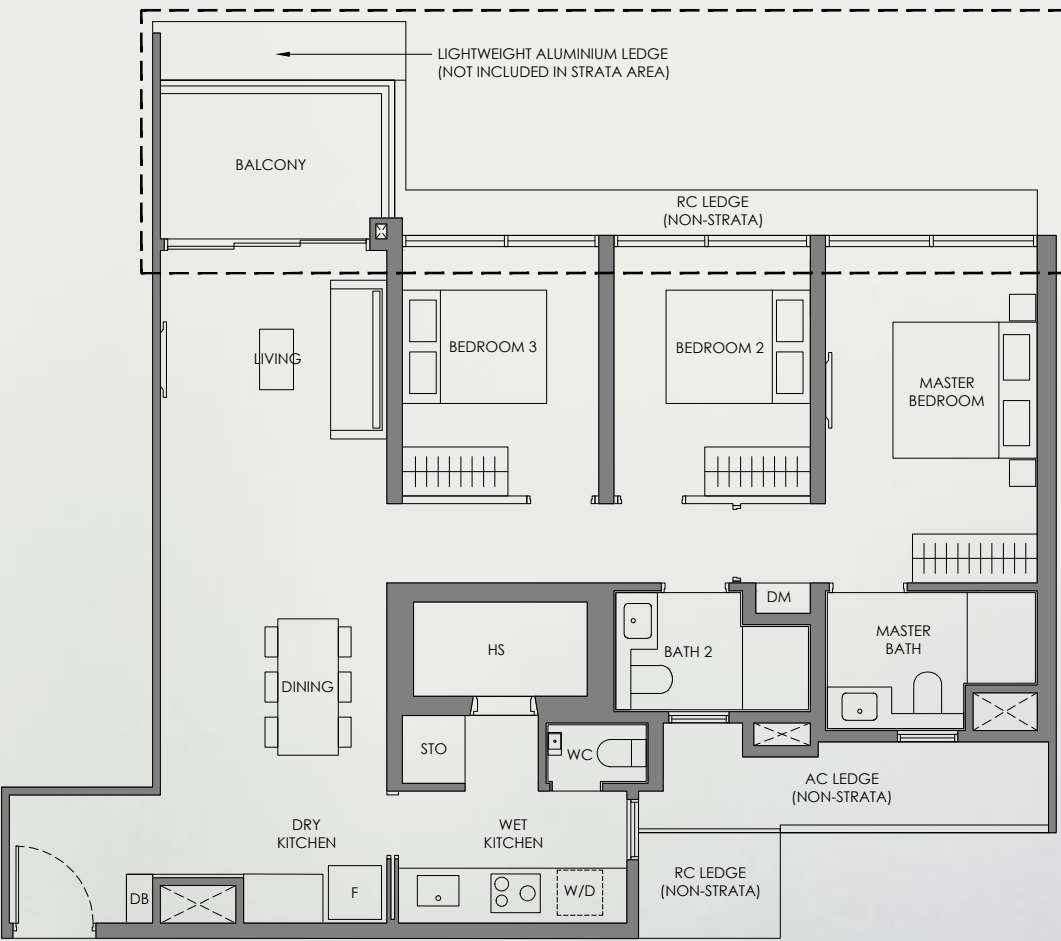 LIGHTWEIGHT ALUMINIUM LEDGE
(NOT INCLUDED IN STRATA AREA)
BALCONY
RC LEDGE
(NON-STRATA)
LIVING
BEDROOM 3
BEDROOM 2
MASTER
BEDROOM
DINING
HS
BATH 2
DM
MASTER
BATH
STO
WC
AC LEDGE
(NON-STRATA)
DRY
KITCHEN
WET
KITCHEN
DB
F
W/D
RC LEDGE
(NON-STRATA)